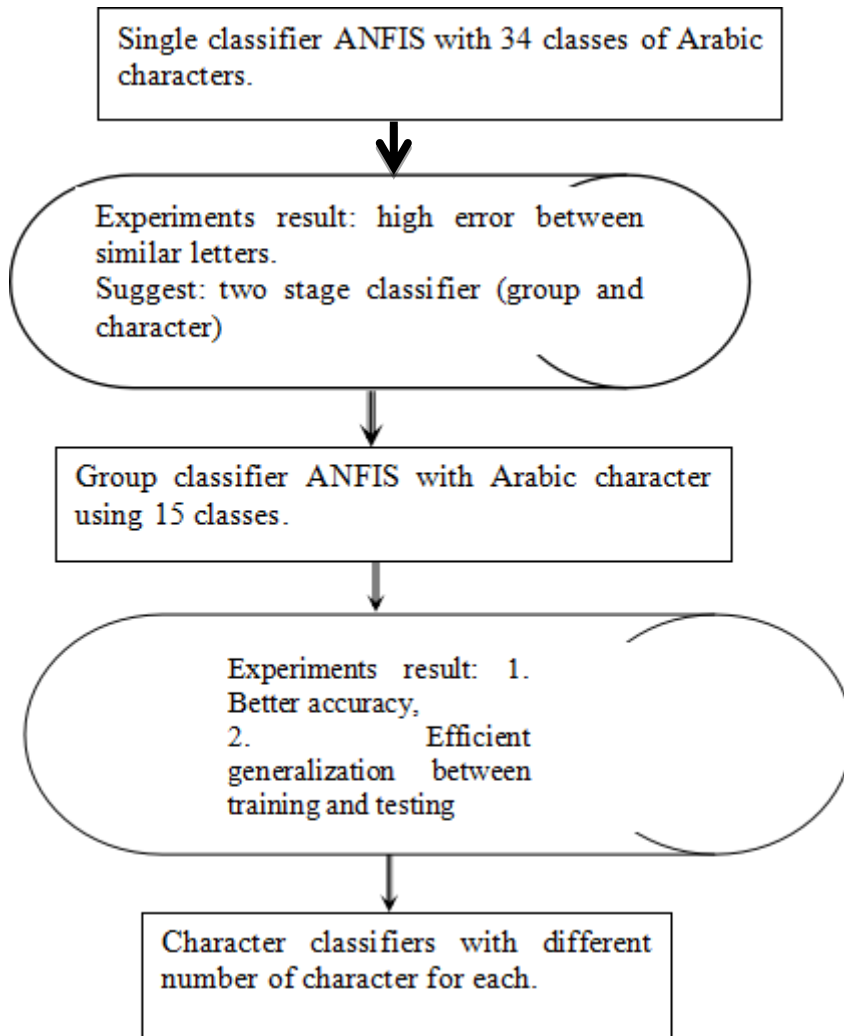 Single classifier ANFIS with 34 classes of Arabic
characters.
Experiments result: high error between
similar letters.
Suggest: two stage classifier (group and
character)
Group classifier ANFIS with Arabic character
using 15 classes.
Experiments result: 1.
Better accuracy,
2. Efficient
generalization between
training and testing
Character classifiers with different
number of character for each.